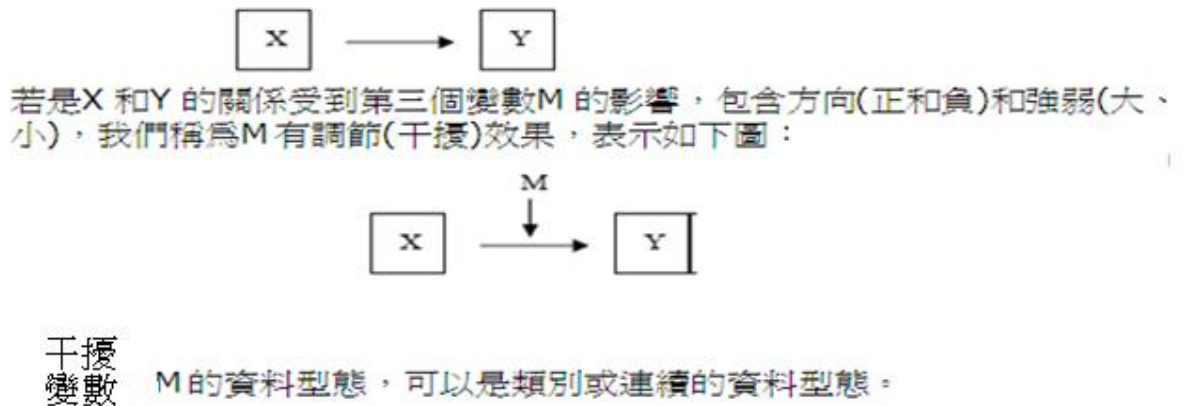 X Y
若是X 和Y 的關係受到第三個變數M 的影響，包含方向(正和負)和強弱(大、
小)，我們稱為M 有調節(干擾)效果，表示如下圖：
M
X Y
干擾
變數 M 的資料型態，可以是類別或連續的資料型態。